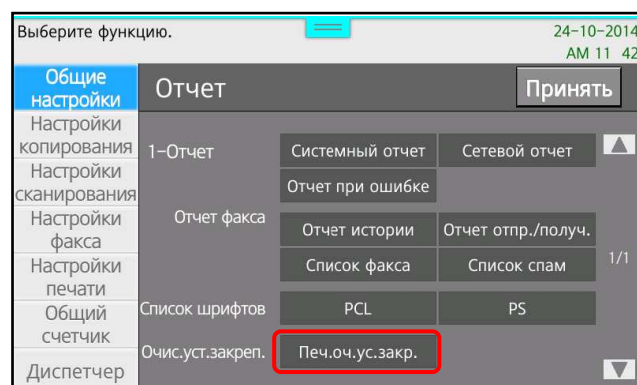 Выберите функцию.
24-10-2014
AM 11 42
Общие
настройки
Отчет
Принять
Настройки
копирования
Настройки
сканирования
Настройки
факса
Настройки
печати
Общий
счетчик
Диспетчер
1-Отчет
Системный отчет
Сетевой отчет
Отчет при ошибке
Отчет факса
Отчет истории
Отчет отпр./получ.
Список факса
Список спам
1/1
Список шрифтов
PCL
PS
Очис.уст.закреп.
Печ.оч.ус.закр.